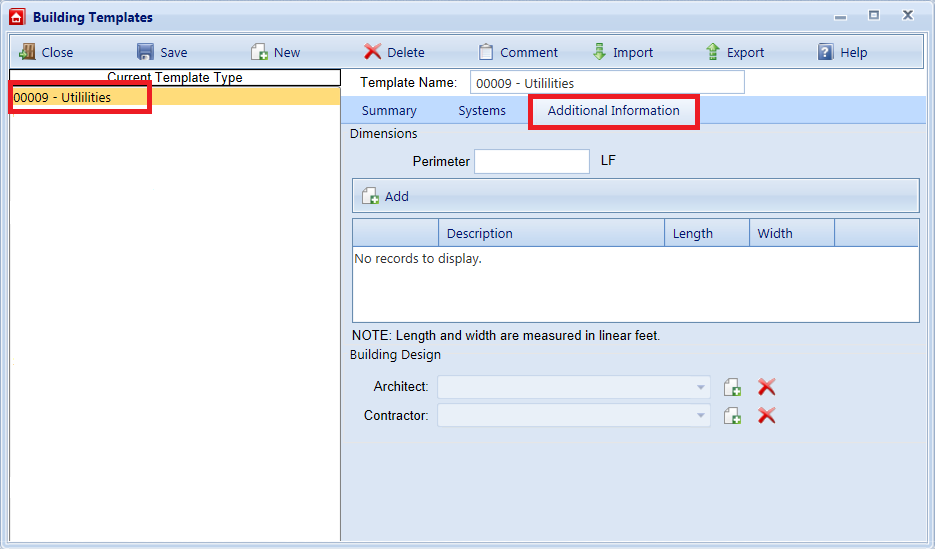 Building Templates
Close Save New Delete Comment Import Export Help
Current Template Type
00009 - Utililities
Template Name: 00009 - Utililities
Summary Systems Additional Information
Dimensions
Perimeter LF
Add
Description Length Width
No records to display.
NOTE: Length and width are measured in linear feet.
Building Design
Architect:
Contractor: